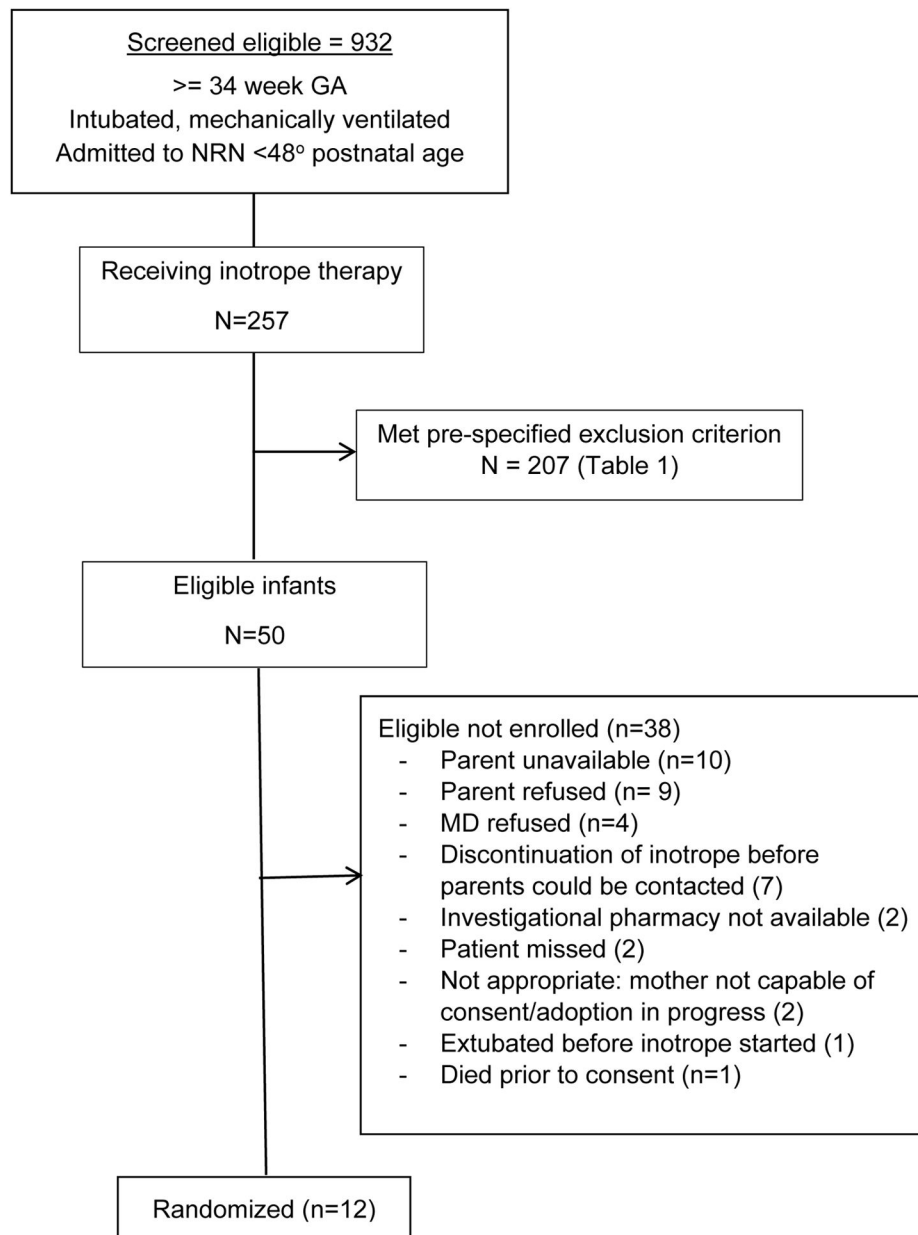 Screened eligible = 932
>= 34 week GA
Intubated, mechanically ventilated
Admitted to NRN <48º postnatal age
Receiving inotrope therapy
N=257
Met pre-specified exclusion criterion
N = 207 (Table 1)
Eligible infants
N=50
Eligible not enrolled (n=38)
- Parent unavailable (n=10)
- Parent refused (n= 9)
- MD refused (n=4)
- Discontinuation of inotrope before
parents could be contacted (7)
- Investigational pharmacy not available (2)
- Patient missed (2)
- Not appropriate: mother not capable of
consent/adoption in progress (2)
- Extubated before inotrope started (1)
- Died prior to consent (n=1)
Randomized (n=12)